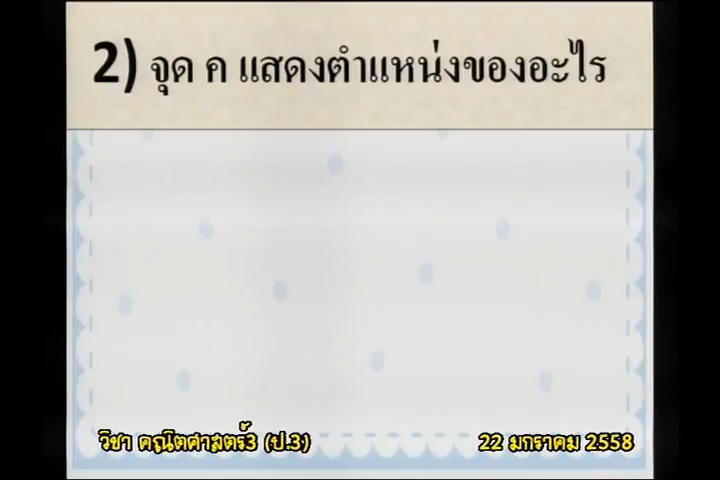 2) จุด ค แสดงตำแหน่งของอะไร
วิชา คณิตศาสตร์3 (ป.3)
22 มกราคม 2558